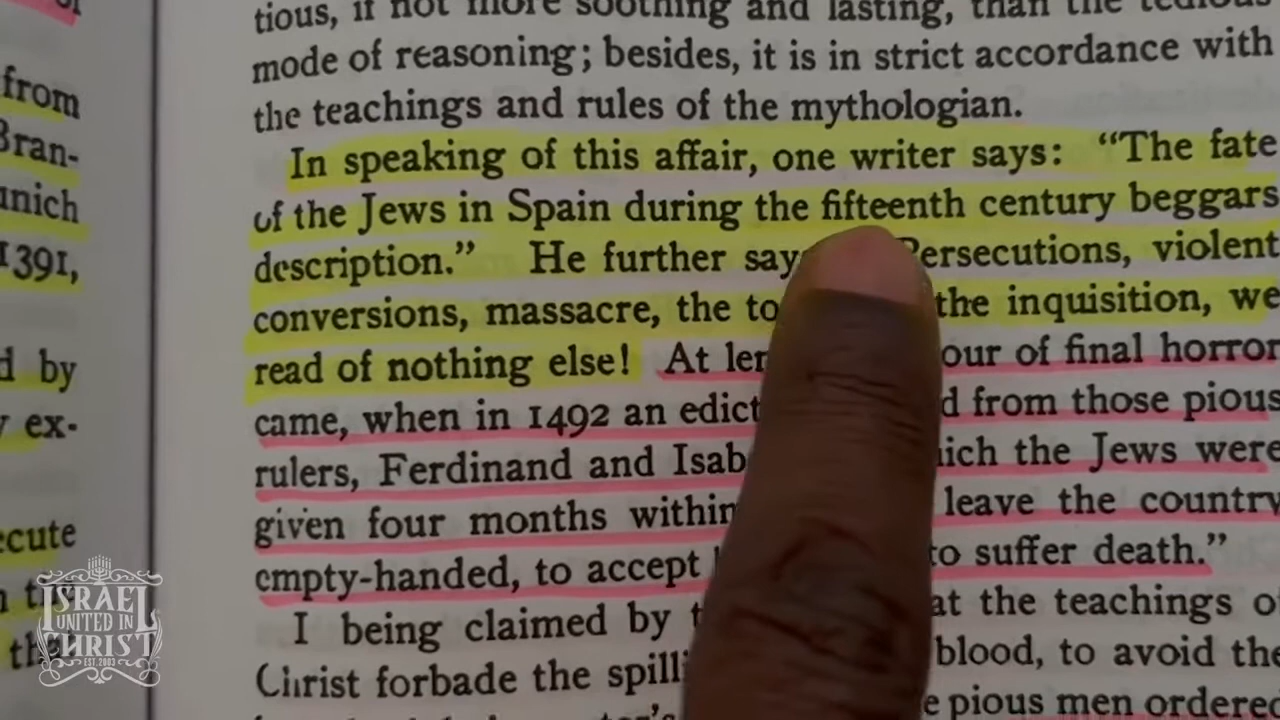 from
Bran-
unich
1391,
d by
ex-
ecute
tha
tious, if not more soothing and lasting, than the tedious
mode of reasoning; besides, it is in strict accordance with
the teachings and rules of the mythologian.
In speaking of this affair, one writer says: “The fate
of the Jews in Spain during the fifteenth century beggars
description.” He further say Persecutions, violent
conversions, massacre, the to the inquisition, we
read of nothing else! At len our of final horror
came, when in 1492 an edict d from those pious
rulers, Ferdinand and Isab ich the Jews were
given four months within leave the country
empty-handed, to accept to suffer death.”
I being claimed by t at the teachings o
Christ forbade the spilli blood, to avoid the
e pious men ordered
ISRAEL
UNITED IN
CHRIST
EST. 2003